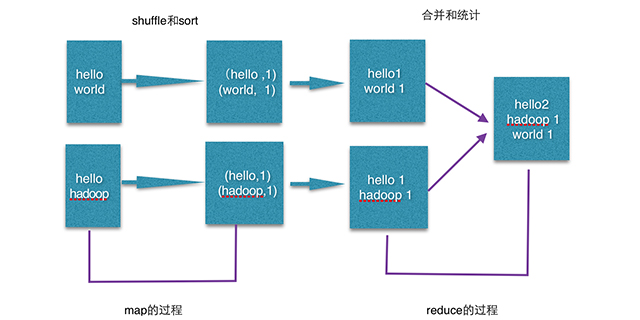 shuffle和sort
合并和统计
hello
world
(hello ,1)
(world, 1)
hello1
world 1
hello2
hadoop 1
world 1
hello
hadoop
(hello,1)
(hadoop,1)
hello 1
hadoop 1
map的过程
reduce的过程